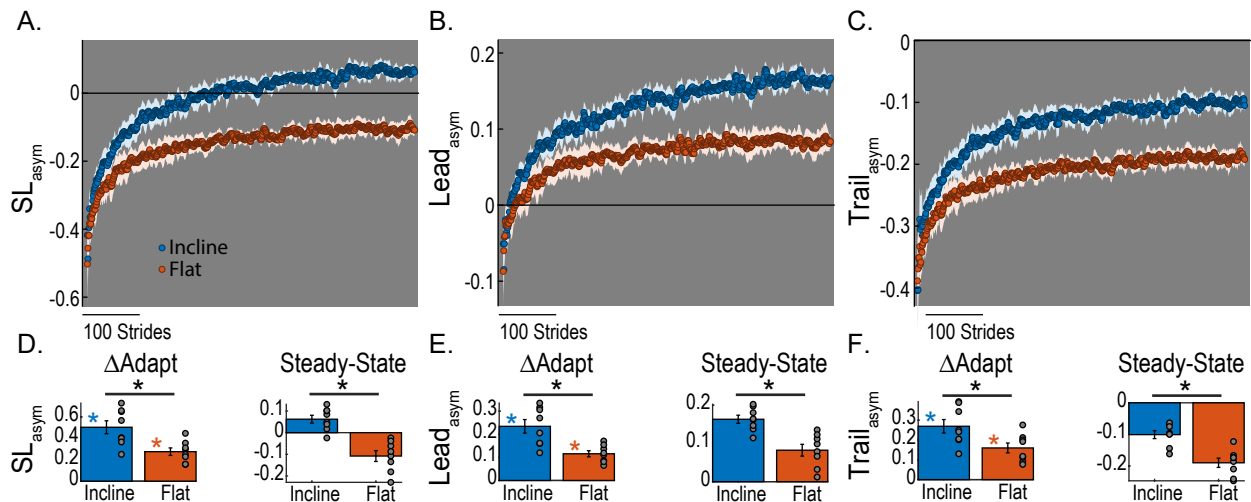 A.
B.
C.
SLasym
0
-0.2
-0.4
-0.6
Incline
Flat
100 Strides
Leadasym
0.2
0.1
0
-0.1
100 Strides
Trailasym
0
-0.1
-0.2
-0.3
-0.4
100 Strides
D.
E.
F.
ΔAdapt
*
SLasym
0.6
0.4
0.2
0
*
*
Incline
Flat
Steady-State
*
0.1
0
-0.1
-0.2
Incline
Flat
ΔAdapt
*
Leadasym
0.3
0.2
0.1
0
*
*
Incline
Flat
Steady-State
*
0.2
0.1
0
Incline
Flat
ΔAdapt
*
Trailasym
0.3
0.2
0.1
0
*
*
Incline
Flat
Steady-State
*
-0
-0.1
-0.2
Incline
Flat